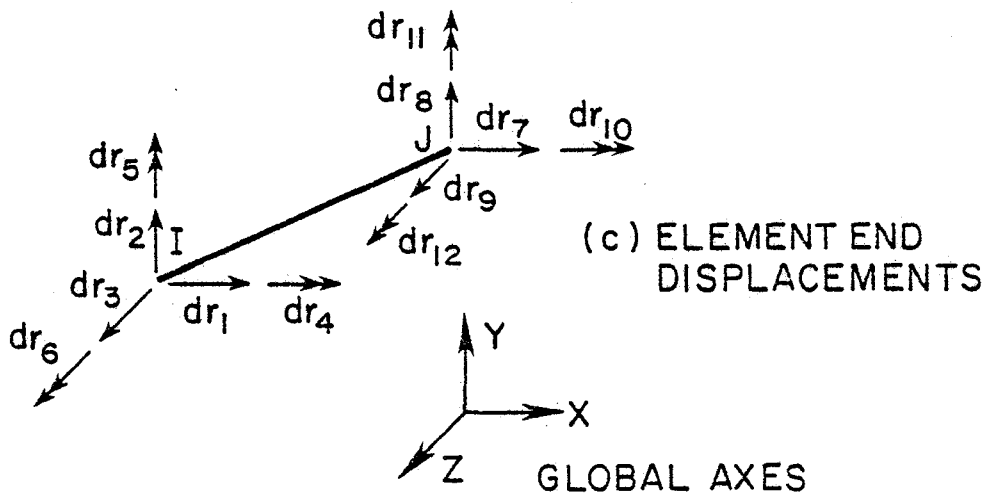 dr11
dr8
J
dr7
dr10
dr5
dr9
dr2
I
dr12
(c) ELEMENT END
DISPLACEMENTS
dr3
dr1
dr4
dr6
Y
X
Z
GLOBAL AXES